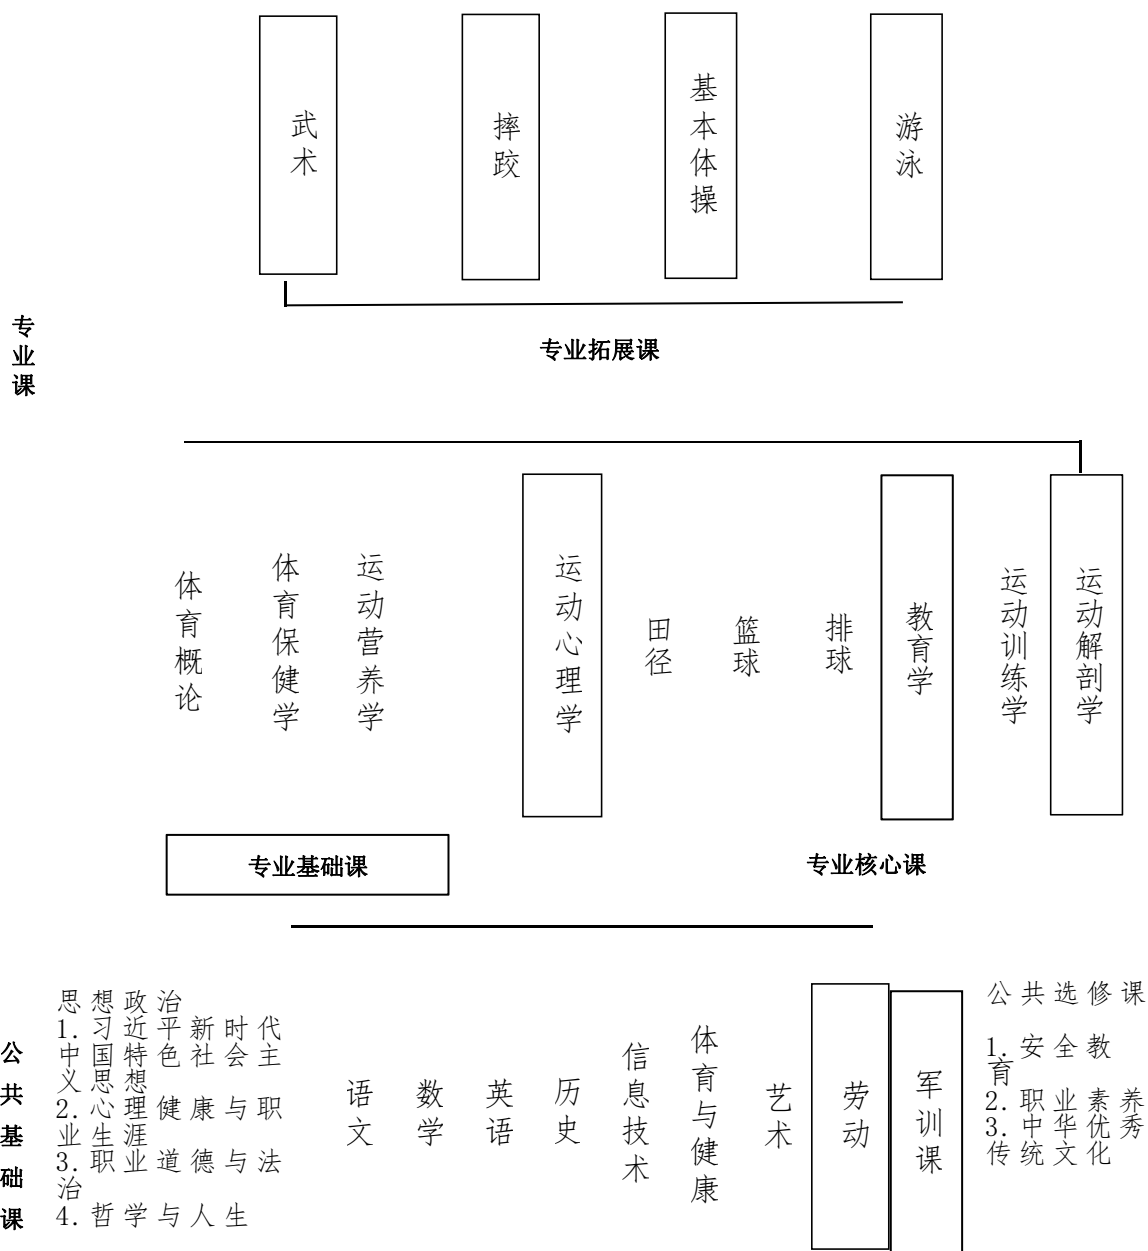 武术
摔跤
基本体操
游泳
专业课
专业拓展课
体育概论
体育保健学
运动营养学
运动心理学
田径
篮球
排球
教育学
运动训练学
运动解剖学
专业基础课
专业核心课
公共基础课
思想政治
1.习近平新时代
中国特色社会主
义思想
2.心理健康与职
业生涯
3.职业道德与法
治
4.哲学与人生
语文
数学
英语
历史
信息技术
体育与健康
艺术
劳动
军训课
公共选修课
1.安全教
育
2.职业素养
3.中华优秀
传统文化